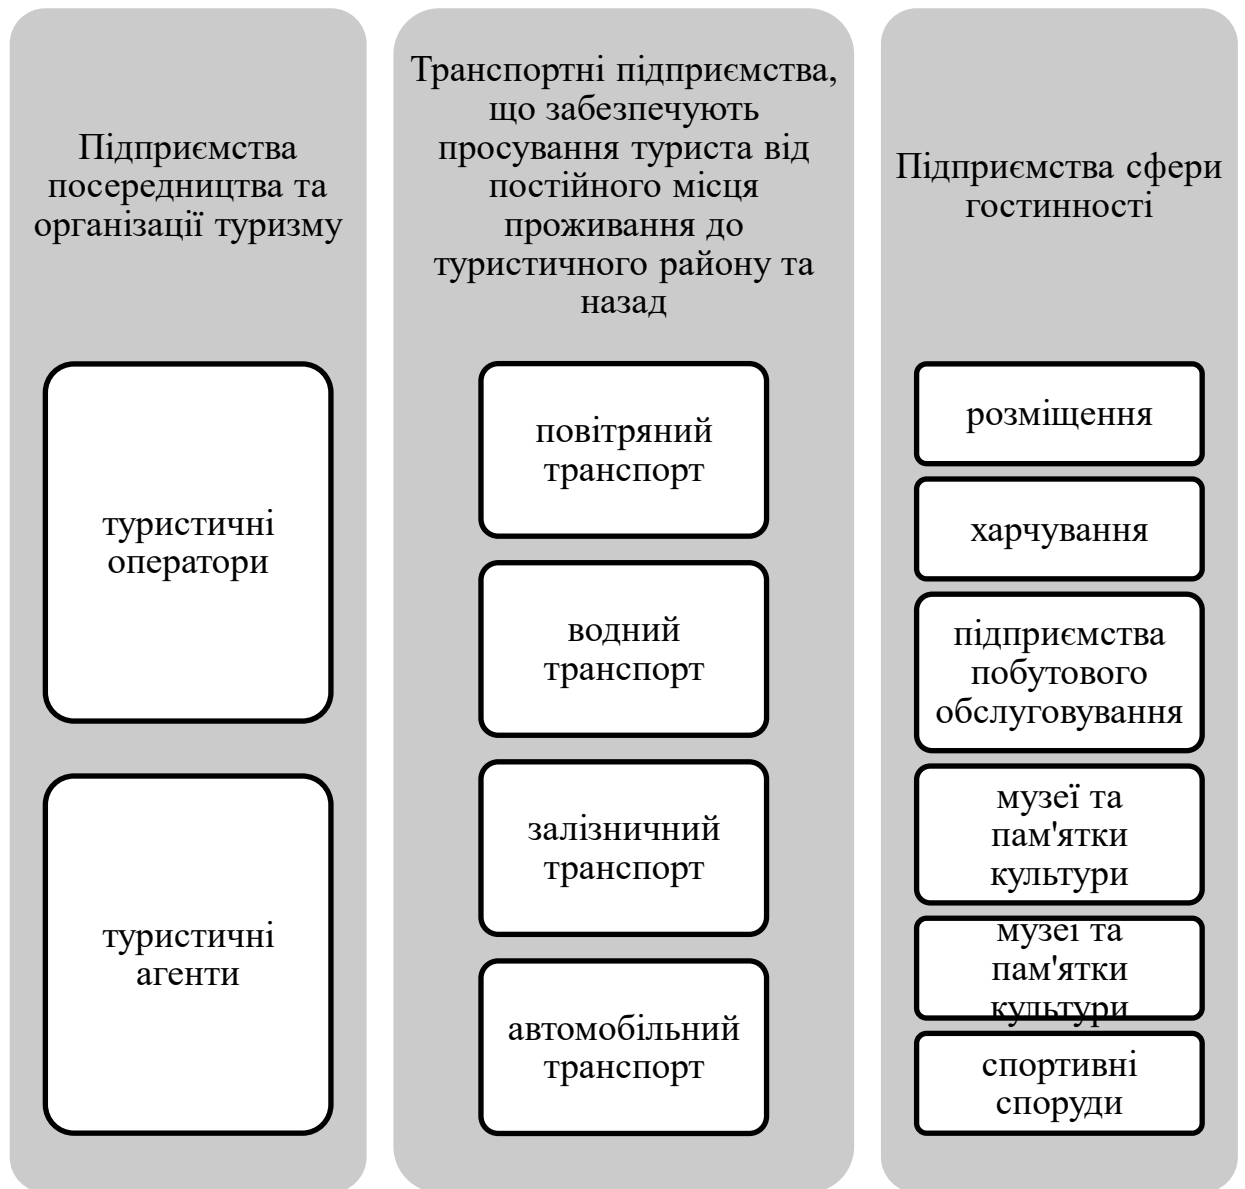 Підприємства
посередництва та
організації туризму
туристичні
оператори
туристичні
агенти
Транспортні підприємства,
що забезпечують
просування туриста від
постійного місця
проживання до
туристичного району та
назад
повітряний
транспорт
водний
транспорт
залізничний
транспорт
автомобільний
транспорт
Підприємства сфери
гостинності
розміщення
харчування
підприємства
побутового
обслуговування
музеї та
пам'ятки
культури
музеї та
пам'ятки
культури
спортивні
споруди